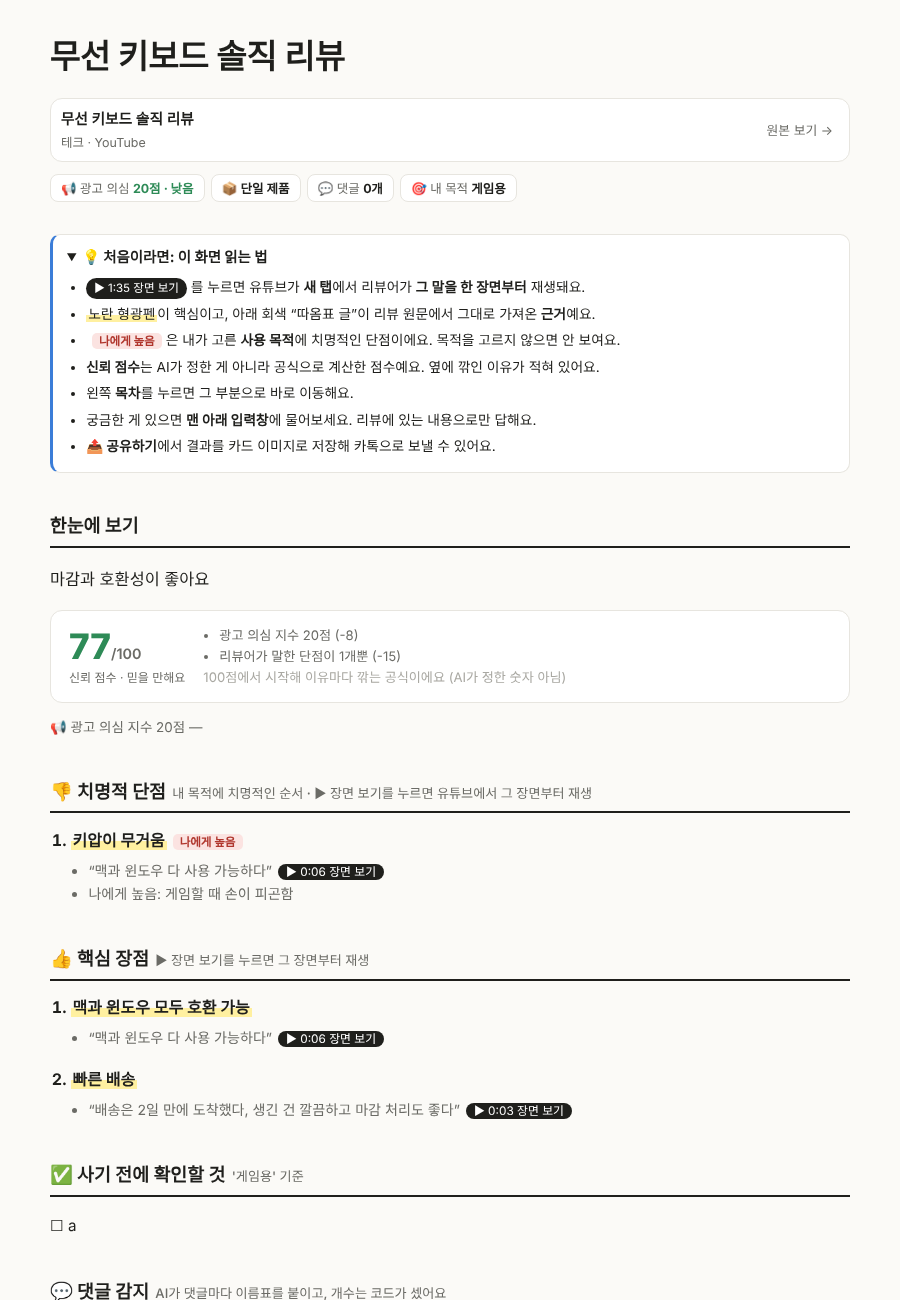 무선 키보드 솔직 리뷰
무선 키보드 솔직 리뷰
테크 · YouTube
원본 보기 →
📢 광고 의심 20점 · 낮음
📦 단일 제품
💬 댓글 0개
🎯 내 목적 게임용
▼ 💡 처음이라면: 이 화면 읽는 법
• ▶ 1:35 장면 보기 를 누르면 유튜브가 새 탭에서 리뷰어가 그 말을 한 장면부터 재생돼요.
• 노란 형광펜이 핵심이고, 아래 회색 “따옴표 글”이 리뷰 원문에서 그대로 가져온 근거예요.
• 나에게 높음 은 내가 고른 사용 목적에 치명적인 단점이에요. 목적을 고르지 않으면 안 보여요.
• 신뢰 점수는 AI가 정한 게 아니라 공식으로 계산한 점수예요. 옆에 깎인 이유가 적혀 있어요.
• 왼쪽 목차를 누르면 그 부분으로 바로 이동해요.
• 궁금한 게 있으면 맨 아래 입력창에 물어보세요. 리뷰에 있는 내용으로만 답해요.
• 📤 공유하기에서 결과를 카드 이미지로 저장해 카톡으로 보낼 수 있어요.
한눈에 보기
마감과 호환성이 좋아요
77/100
신뢰 점수 · 믿을 만해요
• 광고 의심 지수 20점 (-8)
• 리뷰어가 말한 단점이 1개뿐 (-15)
100점에서 시작해 이유마다 깎는 공식이에요 (AI가 정한 숫자 아님)
📢 광고 의심 지수 20점 —
👎 치명적 단점 내 목적에 치명적인 순서 · ▶ 장면 보기를 누르면 유튜브에서 그 장면부터 재생
1. 키압이 무거움 나에게 높음
• “맥과 윈도우 다 사용 가능하다” ▶ 0:06 장면 보기
• 나에게 높음: 게임할 때 손이 피곤함
👍 핵심 장점 ▶ 장면 보기를 누르면 그 장면부터 재생
1. 맥과 윈도우 모두 호환 가능
• “맥과 윈도우 다 사용 가능하다” ▶ 0:06 장면 보기
2. 빠른 배송
• “배송은 2일 만에 도착했다, 생긴 건 깔끔하고 마감 처리도 좋다” ▶ 0:03 장면 보기
✅ 사기 전에 확인할 것 '게임용' 기준
☐ a
💬 댓글 감지 AI가 댓글마다 이름표를 붙이고, 개수는 코드가 셌어요